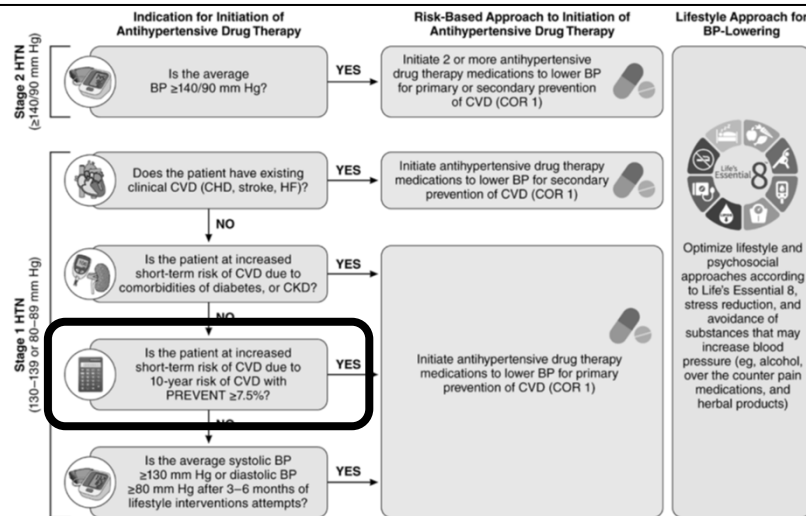 Indication for Initiation of
Antihypertensive Drug Therapy
Risk-Based Approach to Initiation of
Antihypertensive Drug Therapy
Lifestyle Approach for
BP-Lowering
Stage 2 HTN
(≥140/90 mm Hg)
Is the average
BP ≥140/90 mm Hg?
YES
Initiate 2 or more antihypertensive
drug therapy medications to lower BP
for primary or secondary prevention
of CVD (COR 1)
Stage 1 HTN
(130–139 or 80–89 mm Hg)
Does the patient have existing
clinical CVD (CHD, stroke, HF)?
YES
Initiate antihypertensive drug therapy
medications to lower BP for secondary
prevention of CVD (COR 1)
NO
Is the patient at increased
short-term risk of CVD due to
comorbidities of diabetes, or CKD?
YES
NO
Is the patient at increased
short-term risk of CVD due to
10-year risk of CVD with
PREVENT ≥7.5%?
YES
Initiate antihypertensive drug therapy
medications to lower BP for primary
prevention of CVD (COR 1)
NO
Is the average systolic BP
≥130 mm Hg or diastolic BP
≥80 mm Hg after 3–6 months of
lifestyle interventions attempts?
YES
Life's
Essential 8
Optimize lifestyle and
psychosocial
approaches according
to Life's Essential 8,
stress reduction, and
avoidance of
substances that may
increase blood
pressure (eg, alcohol,
over the counter pain
medications, and
herbal products)